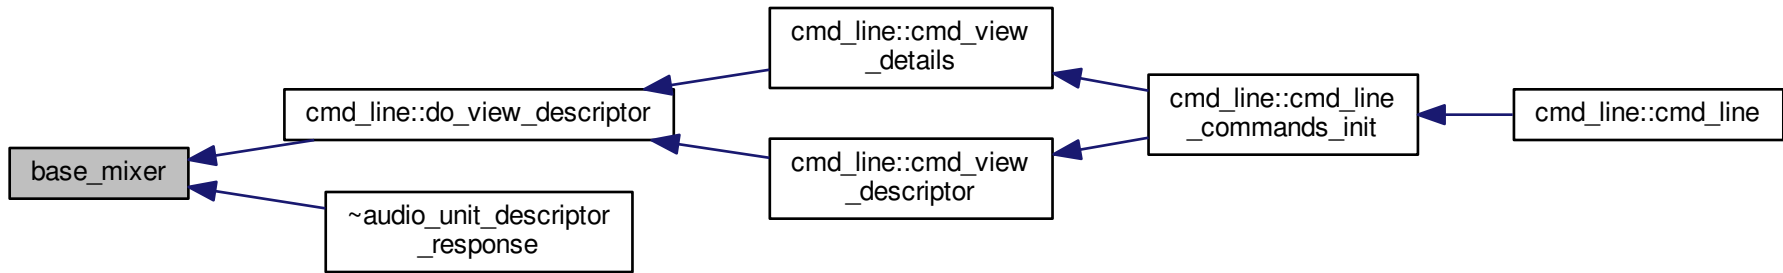 base_mixer
cmd_line::do_view_descriptor
~audio_unit_descriptor
_response
cmd_line::cmd_view
_details
cmd_line::cmd_view
_descriptor
cmd_line::cmd_line
_commands_init
cmd_line::cmd_line